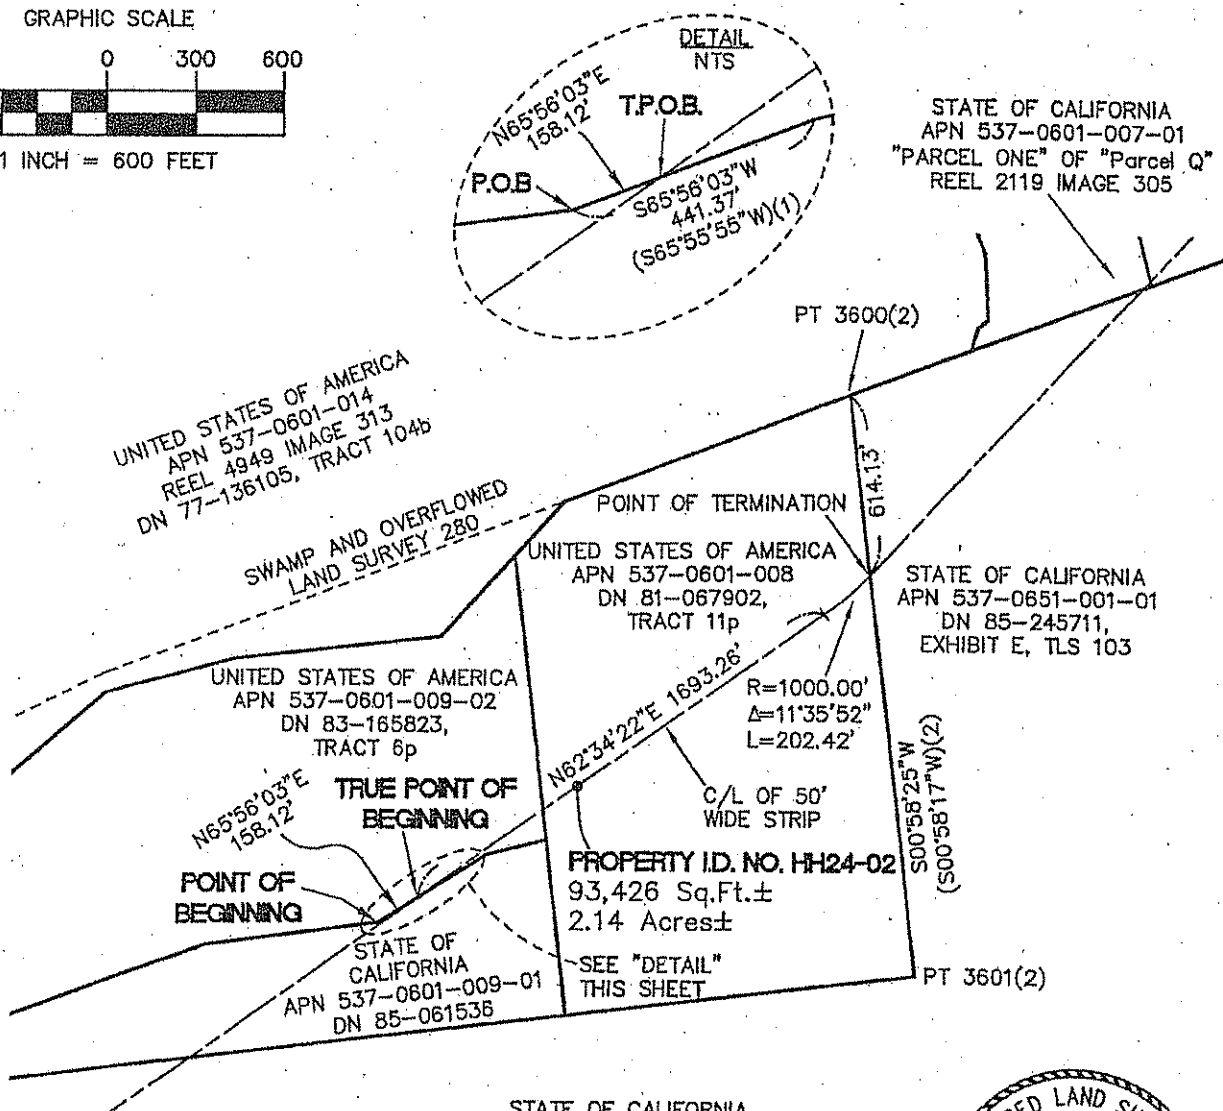 GRAPHIC SCALE
0 300 600
1 INCH = 600 FEET
DETAIL
NTS
N65°56'03"E
158.12'
T.P.O.B.
P.O.B
S65°56'03"W
441.37'
(S65°55'55"W)(1)
STATE OF CALIFORNIA
APN 537-0601-007-01
"PARCEL ONE" OF "Parcel Q"
REEL 2119 IMAGE 305
PT 3600(2)
UNITED STATES OF AMERICA
APN 537-0601-014
REEL 4949 IMAGE 313
DN 77-136105, TRACT 104b
SWAMP AND OVERFLOWED
LAND SURVEY 280
POINT OF TERMINATION
614.13'
UNITED STATES OF AMERICA
APN 537-0601-008
DN 81-067902,
TRACT 11p
STATE OF CALIFORNIA
APN 537-0651-001-01
DN 85-245711,
EXHIBIT E, TLS 103
UNITED STATES OF AMERICA
APN 537-0601-009-02
DN 83-165823,
TRACT 6p
N62°34'22"E 1693.26'
R=1000.00'
Δ=11°35'52"
L=202.42'
S00°58'25"W
(S00°58'17"W)(2)
N65°56'03"E
158.12'
TRUE POINT OF
BEGINNING
C/L OF 50'
WIDE STRIP
POINT OF
BEGINNING
PROPERTY I.D. NO. HH24-02
93,426 Sq.Ft.±
2.14 Acres±
STATE OF
CALIFORNIA
APN 537-0601-009-01
DN 85-061536
SEE "DETAIL"
THIS SHEET
PT 3601(2)
STATE OF CALIFORNIA
LAND